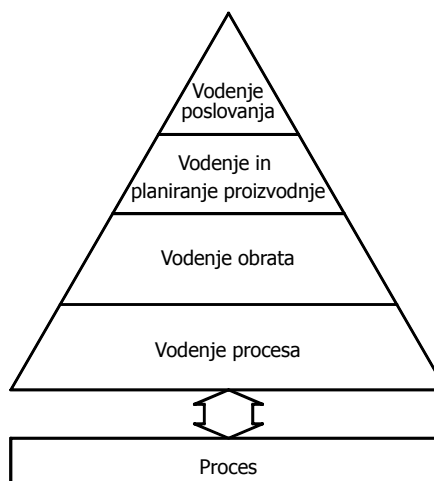 Vodenje
poslovanja
Vodenje in
planiranje proizvodnje
Vodenje obrata
Vodenje procesa
Proces